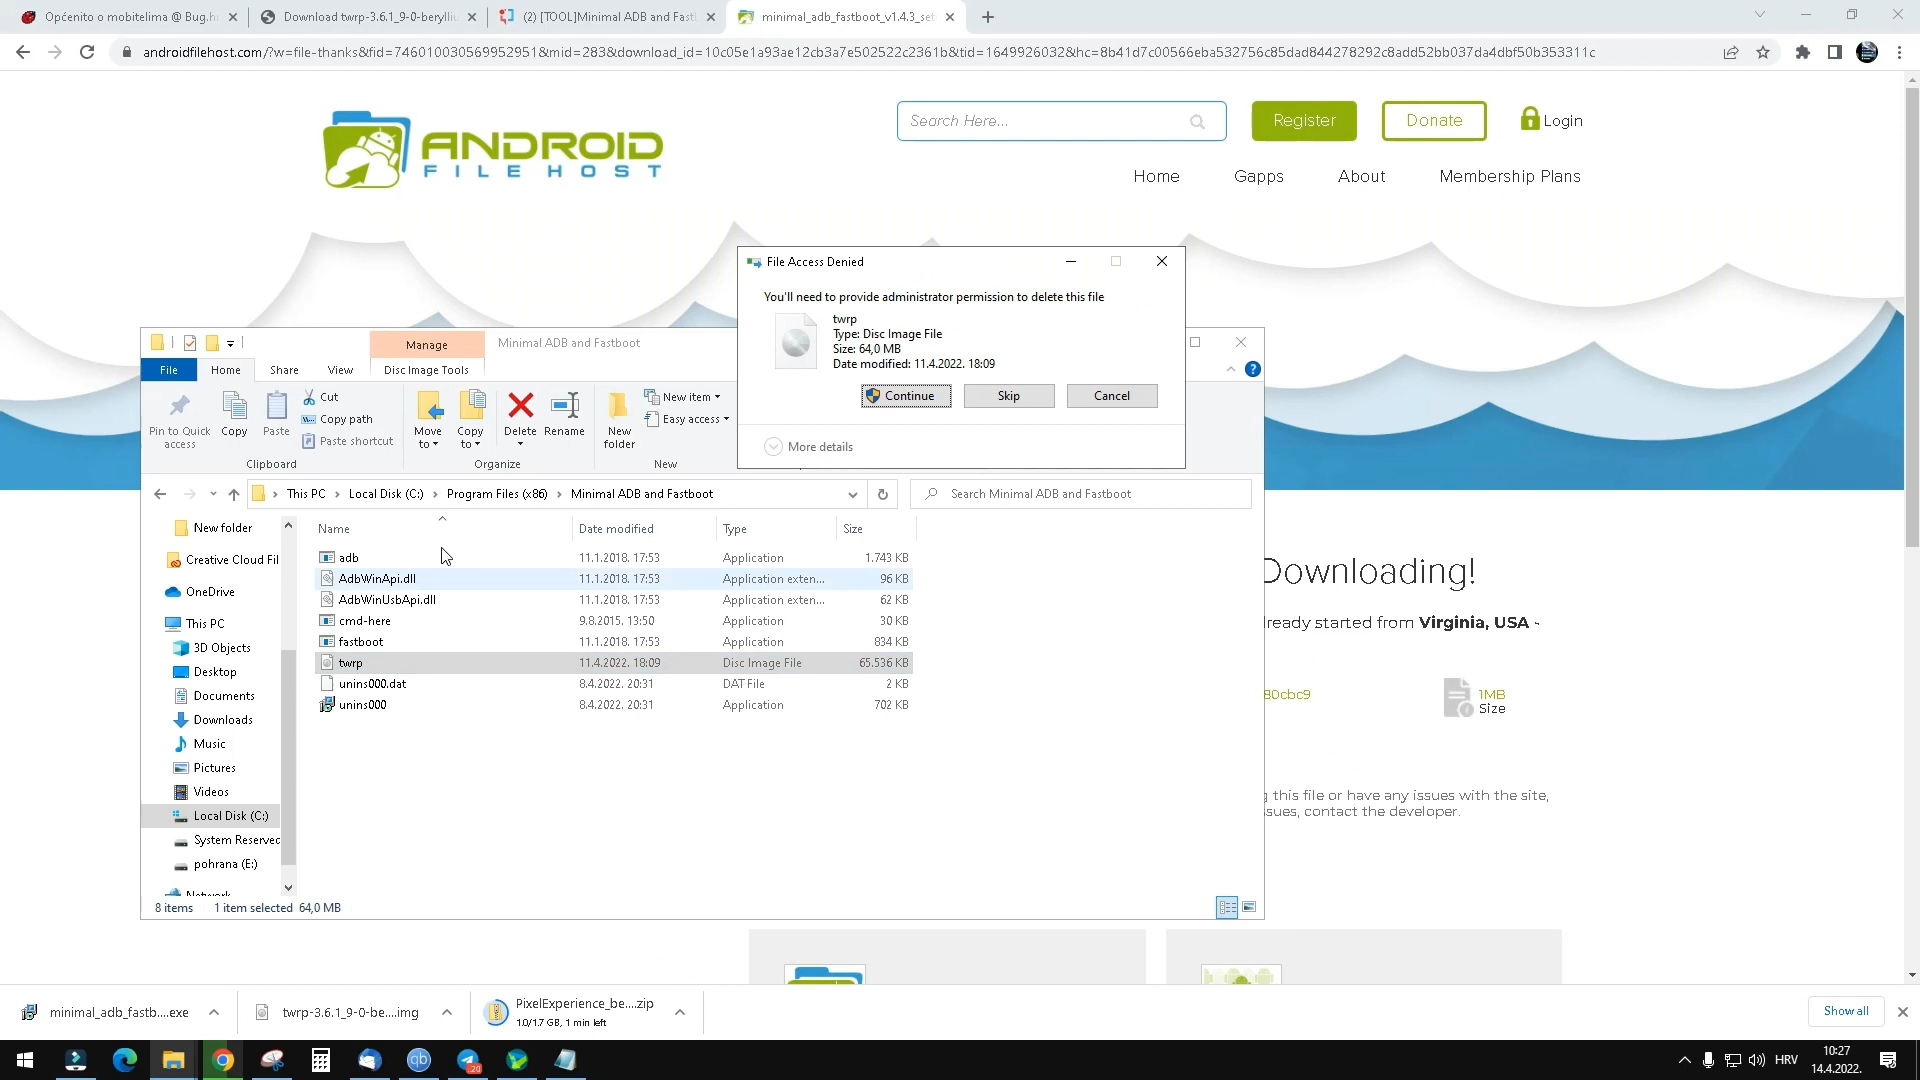 Općenito o mobitelima @ Bug.h
Download twrp-3.6.1_9-0-berylliu
(2) [TOOL]Minimal ADB and Fast
minimal_adb_fastboot_v1.4.3_set
androidfilehost.com/?w=file-thanks&fid=746010030569952951&mid=283&download_id=10c05e1a93ae12cb3a7e502522c2361b&tid=1649926032&hc=8b41d7c00566eba532756c85dad844278292c8add52bb037da4dbf50b353311c
ANDROID
FILE HOST
Search Here...
Register
Donate
Login
Home
Gapps
About
Membership Plans
File Access Denied
You'll need to provide administrator permission to delete this file
twrp
Type: Disc Image File
Size: 64,0 MB
Date modified: 11.4.2022. 18:09
Continue
Skip
Cancel
More details
Manage
Minimal ADB and Fastboot
File
Home
Share
View
Disc Image Tools
Pin to Quick access
Copy
Paste
Cut
Copy path
Paste shortcut
Clipboard
Move to
Copy to
Delete
Rename
Organize
New folder
New item
Easy access
New
This PC
Local Disk (C:)
Program Files (x86)
Minimal ADB and Fastboot
Search Minimal ADB and Fastboot
New folder
Creative Cloud Fil
OneDrive
This PC
3D Objects
Desktop
Documents
Downloads
Music
Pictures
Videos
Local Disk (C:)
System Reserved
pohrana (E:)
Network
Name Date modified Type Size
adb 11.1.2018. 17:53 Application 1.743 KB
AdbWinApi.dll 11.1.2018. 17:53 Application exten... 96 KB
AdbWinUsbApi.dll 11.1.2018. 17:53 Application exten... 62 KB
cmd-here 9.8.2015. 13:50 Application 30 KB
fastboot 11.1.2018. 17:53 Application 834 KB
twrp 11.4.2022. 18:09 Disc Image File 65.536 KB
unins000.dat 8.4.2022. 20:31 DAT File 2 KB
unins000 8.4.2022. 20:31 Application 702 KB
8 items 1 item selected 64,0 MB
Downloading!
lready started from Virginia, USA -
80cbc9
1MB
Size
g this file or have any issues with the site,
ssues, contact the developer.
minimal_adb_fastb....exe
twrp-3.6.1_9-0-be....img
PixelExperience_be....zip
1.0/1.7 GB, 1 min left
Show all
20
HRV
10:27
14.4.2022.